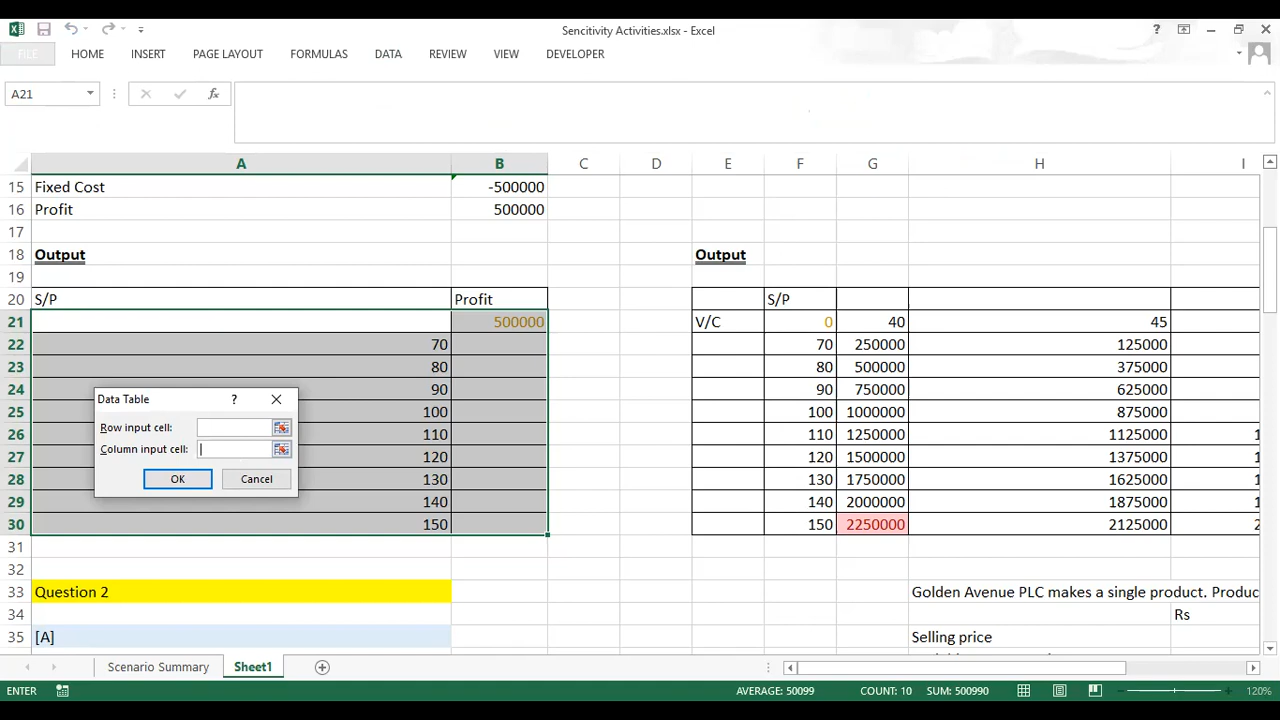 Sencitivity Activities.xlsx - Excel
FILE HOME INSERT PAGE LAYOUT FORMULAS DATA REVIEW VIEW DEVELOPER
A21 fx
A B C D E F G H I
15 Fixed Cost -500000
16 Profit 500000
17
18 Output Output
19
20 S/P Profit S/P
21 500000 V/C 0 40 45
22 70 70 250000 125000
23 80 80 500000 375000
24 90 90 750000 625000
25 100 100 1000000 875000
26 110 110 1250000 1125000 1
27 120 120 1500000 1375000 1
28 130 130 1750000 1625000 1
29 140 140 2000000 1875000 1
30 150 150 2250000 2125000 1
31
32
33 Question 2 Golden Avenue PLC makes a single product. Produc
34 Rs
35 [A] Selling price
Data Table ?
Row input cell:
Column input cell:
OK Cancel
Scenario Summary Sheet1
ENTER AVERAGE: 50099 COUNT: 10 SUM: 500990 120%